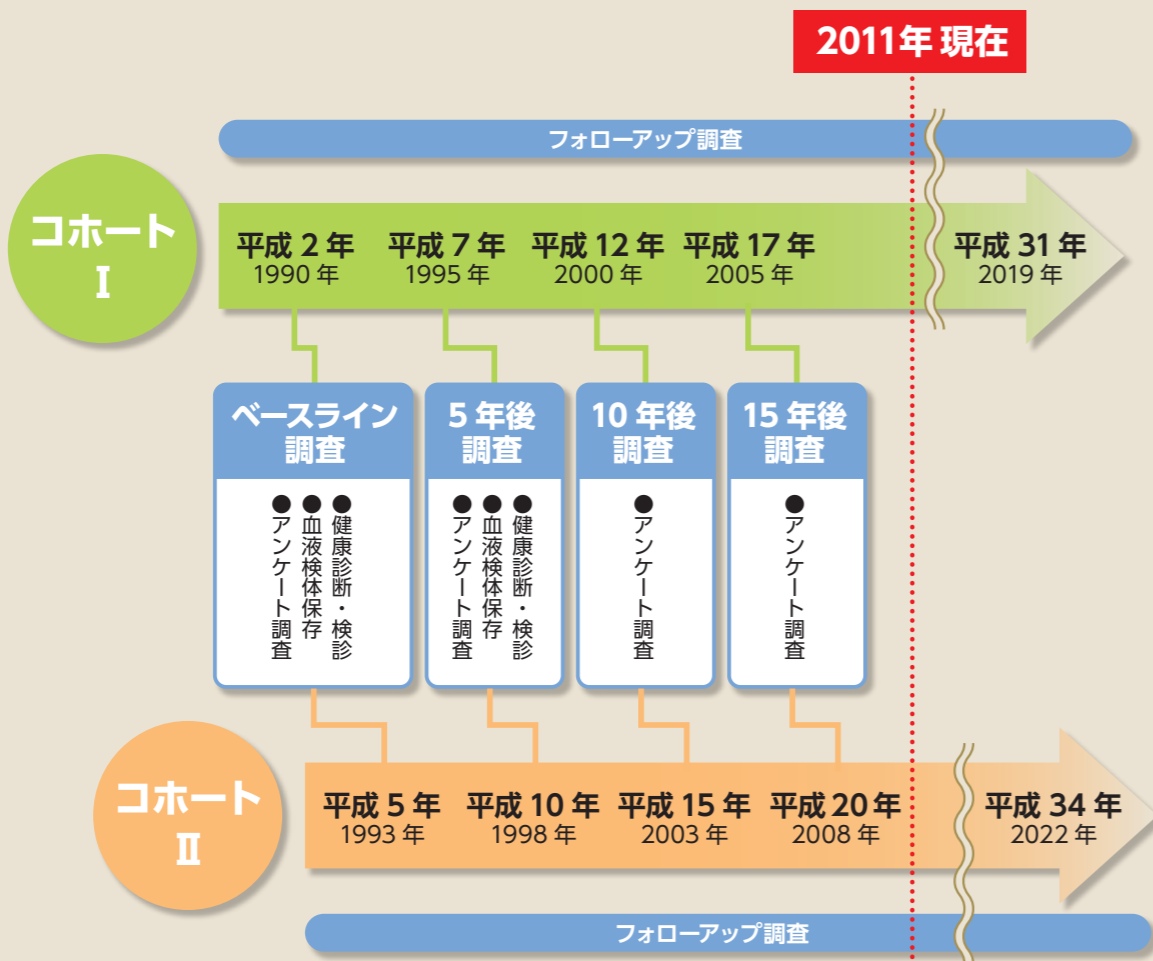 2011年 現在
フォローアップ調査
コホート
Ⅰ
平成 2 年
1990 年
平成 7 年
1995 年
平成 12 年
2000 年
平成 17 年
2005 年
平成 31 年
2019 年
ベースライン
調査
●健康診断・検診
●血液検体保存
●アンケート調査
5 年後
調査
●健康診断・検診
●血液検体保存
●アンケート調査
10 年後
調査
●アンケート調査
15 年後
調査
●アンケート調査
コホート
Ⅱ
平成 5 年
1993 年
平成 10 年
1998 年
平成 15 年
2003 年
平成 20 年
2008 年
平成 34 年
2022 年
フォローアップ調査